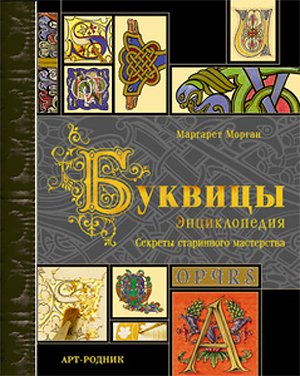 Маргарет Морган
Буквицы
Энциклопедия
Секреты старинного мастерства
OPQRS
A
АРТ-РОДНИК